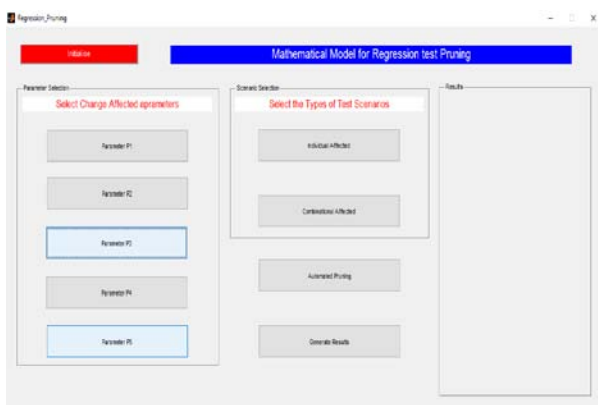 Regression_Pruning
Initialise
Mathematical Model for Regression test Pruning
Parameter Selection
Select Change Affected aprameters
Parameter P1
Parameter P2
Parameter P3
Parameter P4
Parameter P5
Scenario Selection
Select the Types of Test Scenarios
Individual Affected
Combinational Affected
Automated Pruning
Generate Results
Results